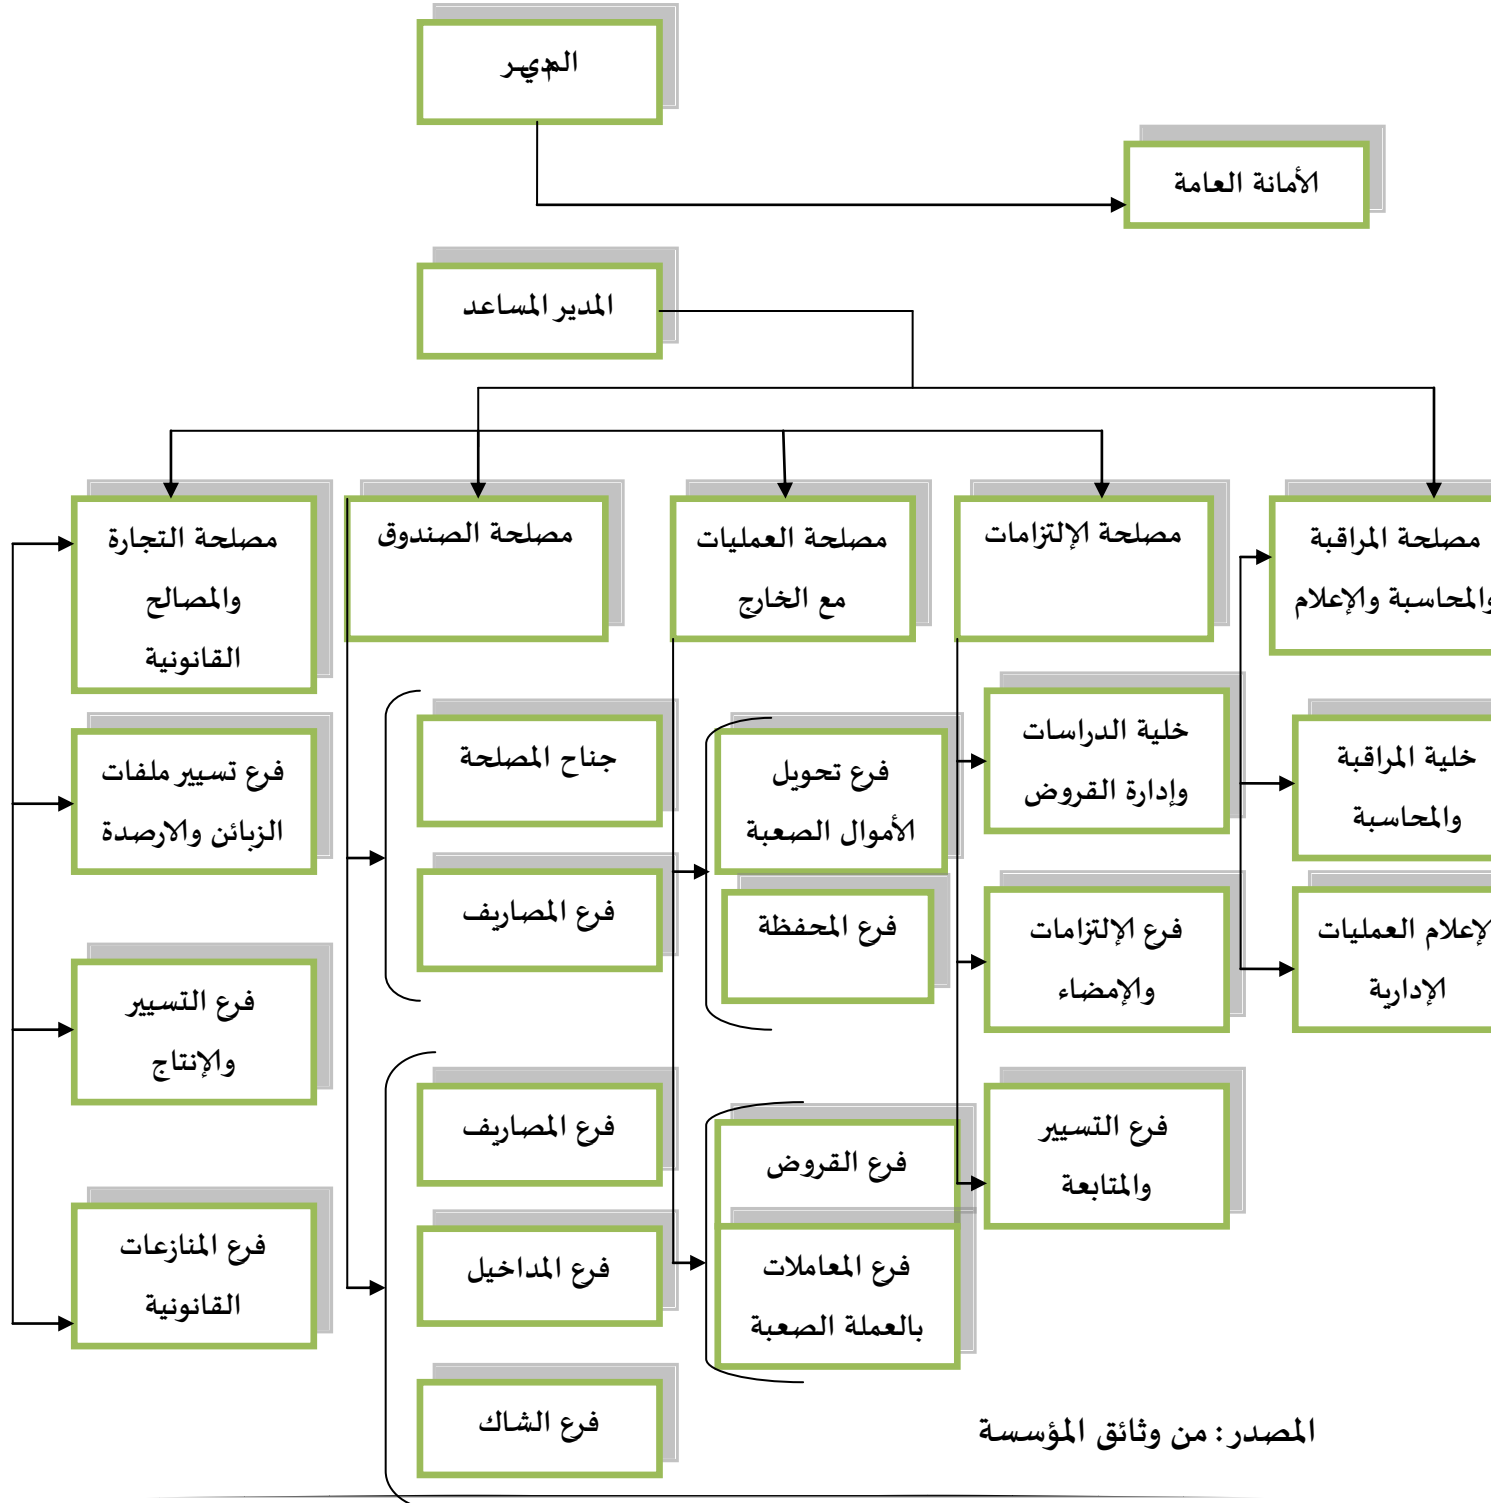 المديـر
الأمانة العامة
المدير المساعد
مصلحة المراقبة
والمحاسبة والإعلام
مصلحة الإلتزامات
مصلحة العمليات
مع الخارج
مصلحة الصندوق
مصلحة التجارة
والمصالح
القانونية
خلية المراقبة
والمحاسبة
الإعلام العمليات
الإدارية
خلية الدراسات
وإدارة القروض
فرع الإلتزامات
والإمضاء
فرع التسيير
والمتابعة
فرع تحويل
الأموال الصعبة
فرع المحفظة
فرع القروض
فرع المعاملات
بالعملة الصعبة
جناح المصلحة
فرع المصاريف
فرع المصاريف
فرع المداخيل
فرع الشاك
فرع تسيير ملفات
الزبائن والارصدة
فرع التسيير
والإنتاج
فرع المنازعات
القانونية
المصدر: من وثائق المؤسسة